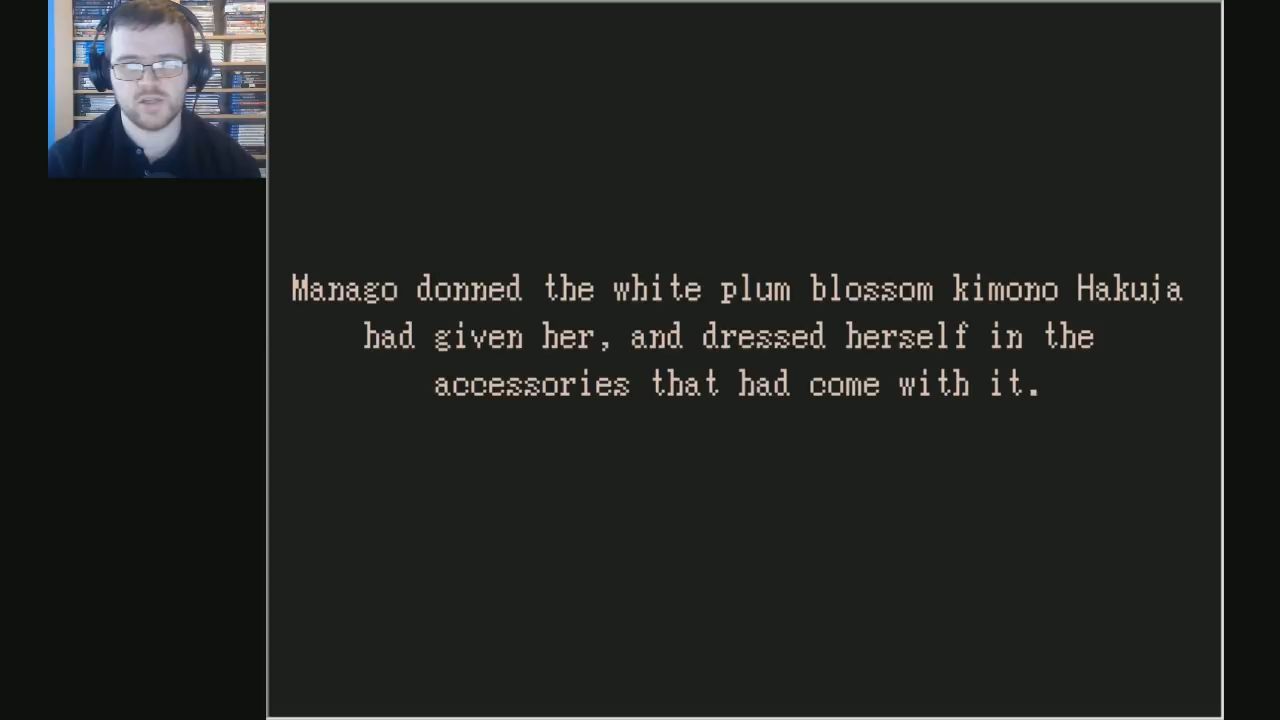 Manago donned the white plum blossom kimono Hakuja
had given her, and dressed herself in the
accessories that had come with it.